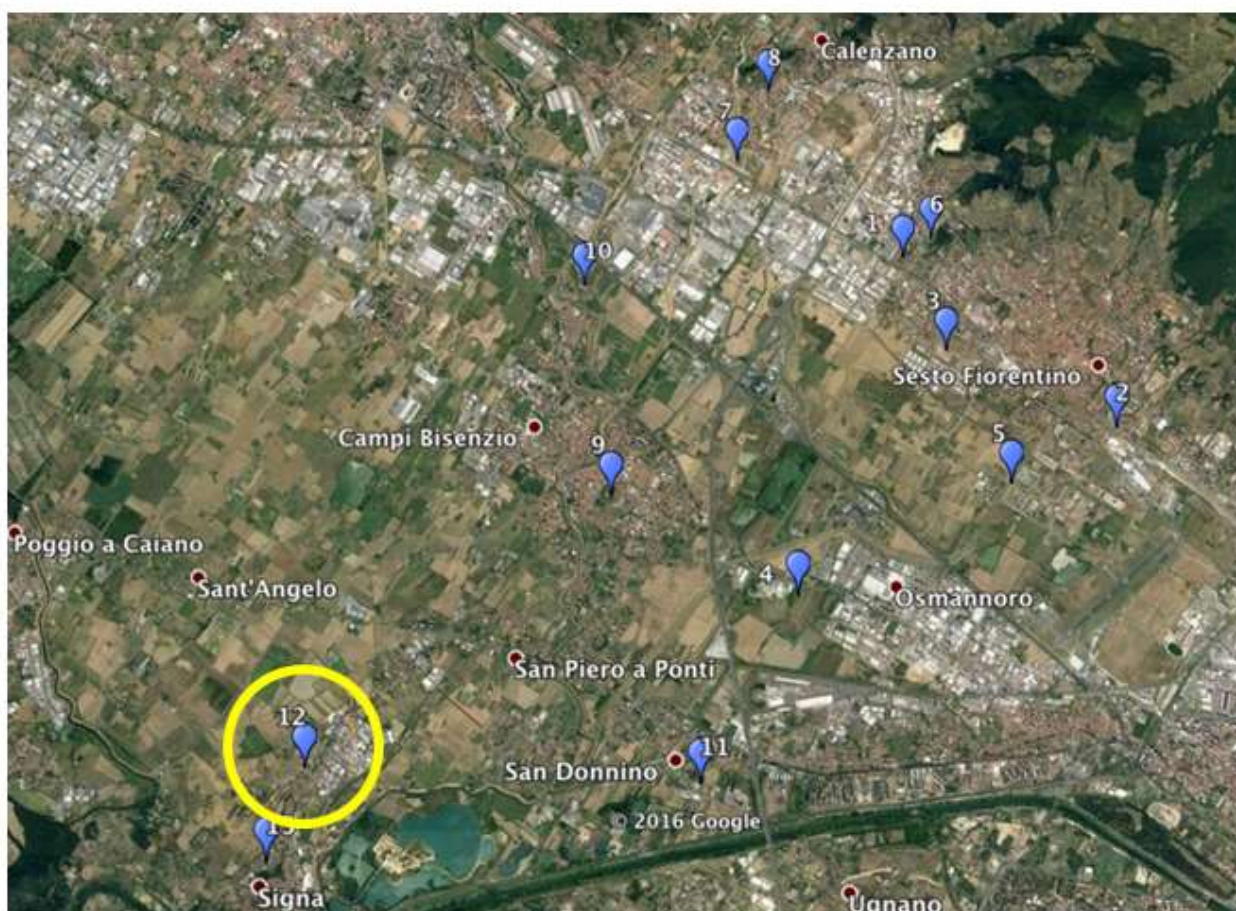 Calenzano
8
7
6
1
10
3
Sesto Fiorentino
2
Campi Bisenzio
9
5
Poggio a Caiano
Sant'Angelo
4
Osmannoro
San Piero a Ponti
12
San Donnino
11
© 2016 Google
13
Signa
Ugnano